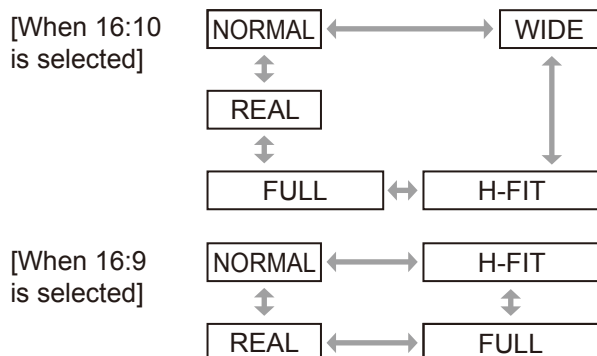 [When 16:10
is selected]
NORMAL
WIDE
REAL
FULL
H-FIT
[When 16:9
is selected]
NORMAL
H-FIT
REAL
FULL